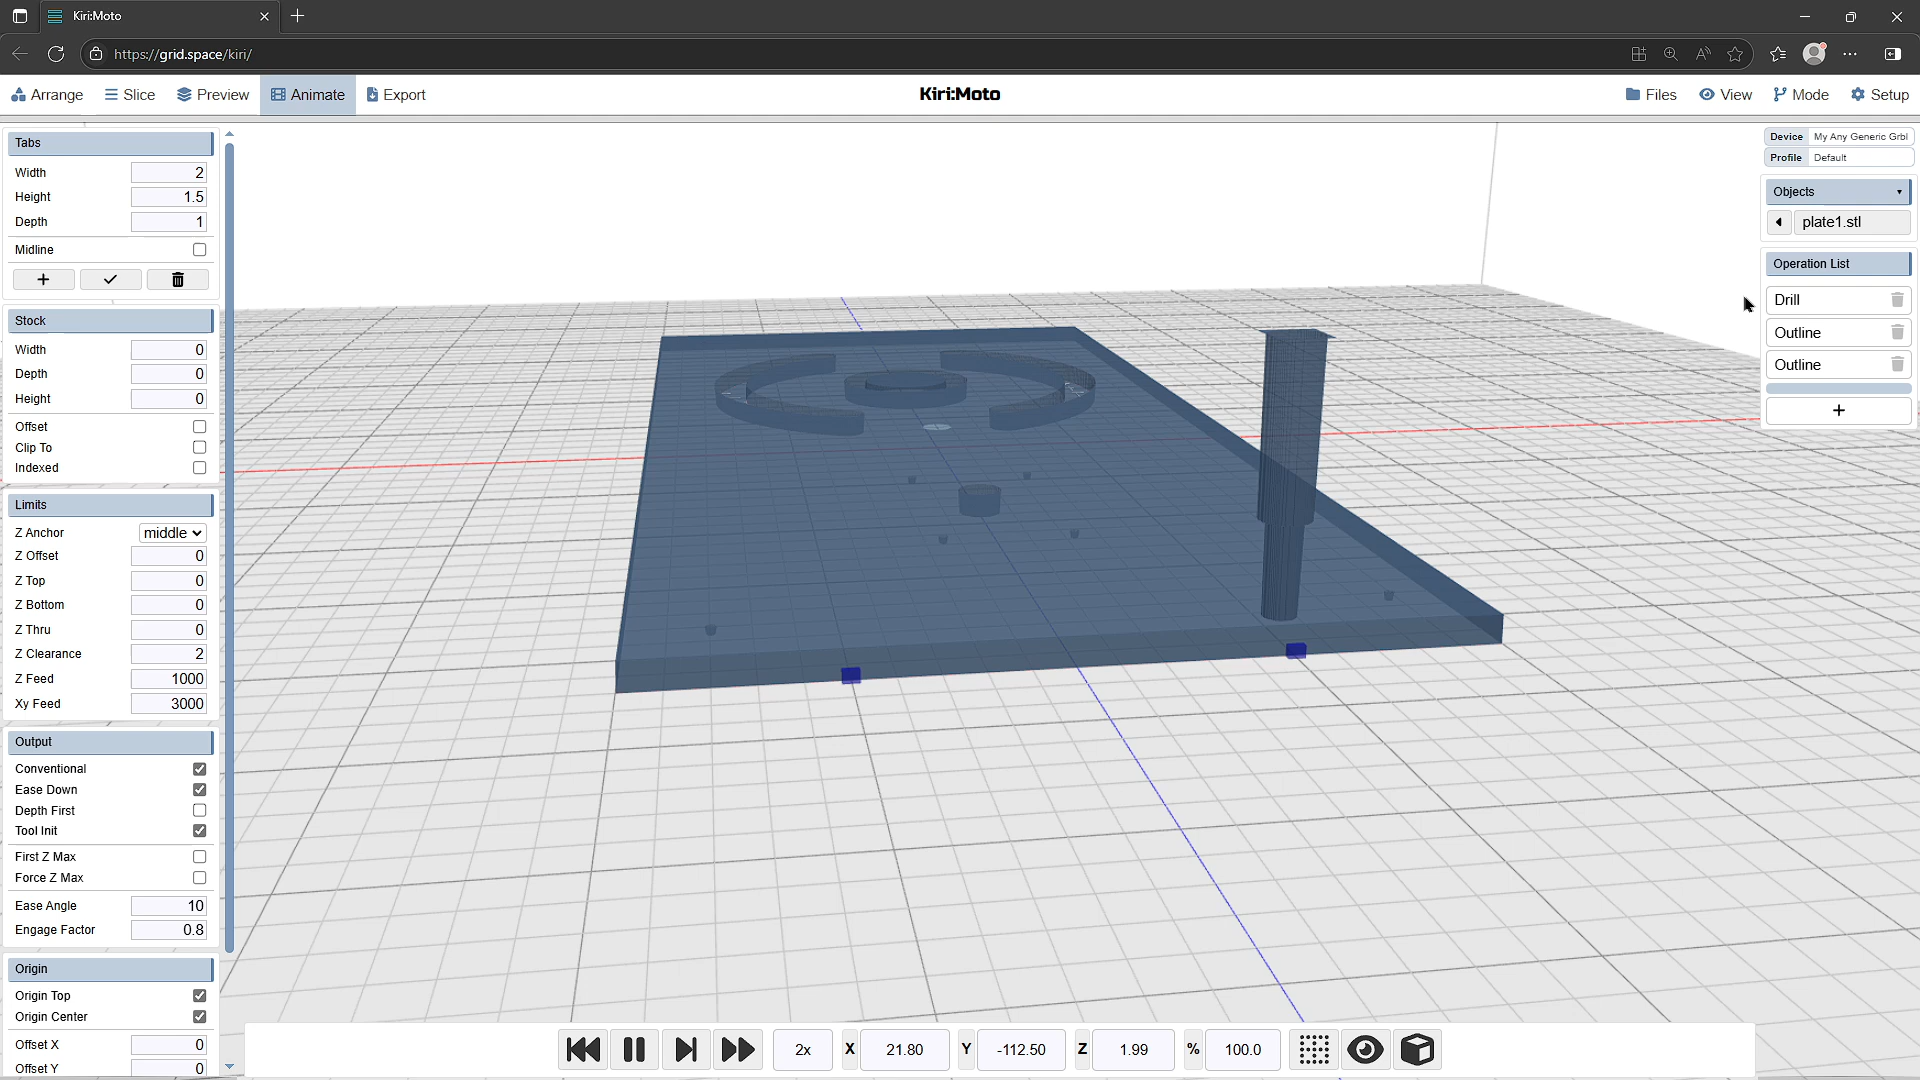 Kiri:Moto
https://grid.space/kiri/
Arrange Slice Preview Animate Export
Kiri:Moto
Files View Mode Setup
Tabs
Width 2
Height 1.5
Depth 1
Midline
Stock
Width 0
Depth 0
Height 0
Offset
Clip To
Indexed
Limits
Z Anchor middle
Z Offset 0
Z Top 0
Z Bottom 0
Z Thru 0
Z Clearance 2
Z Feed 1000
Xy Feed 3000
Output
Conventional
Ease Down
Depth First
Tool Init
First Z Max
Force Z Max
Ease Angle 10
Engage Factor 0.8
Origin
Origin Top
Origin Center
Offset X 0
Offset Y 0
Device My Any Generic Grbl
Profile Default
Objects
plate1.stl
Operation List
Drill
Outline
Outline
+
2x X 21.80 Y -112.50 Z 1.99 % 100.0